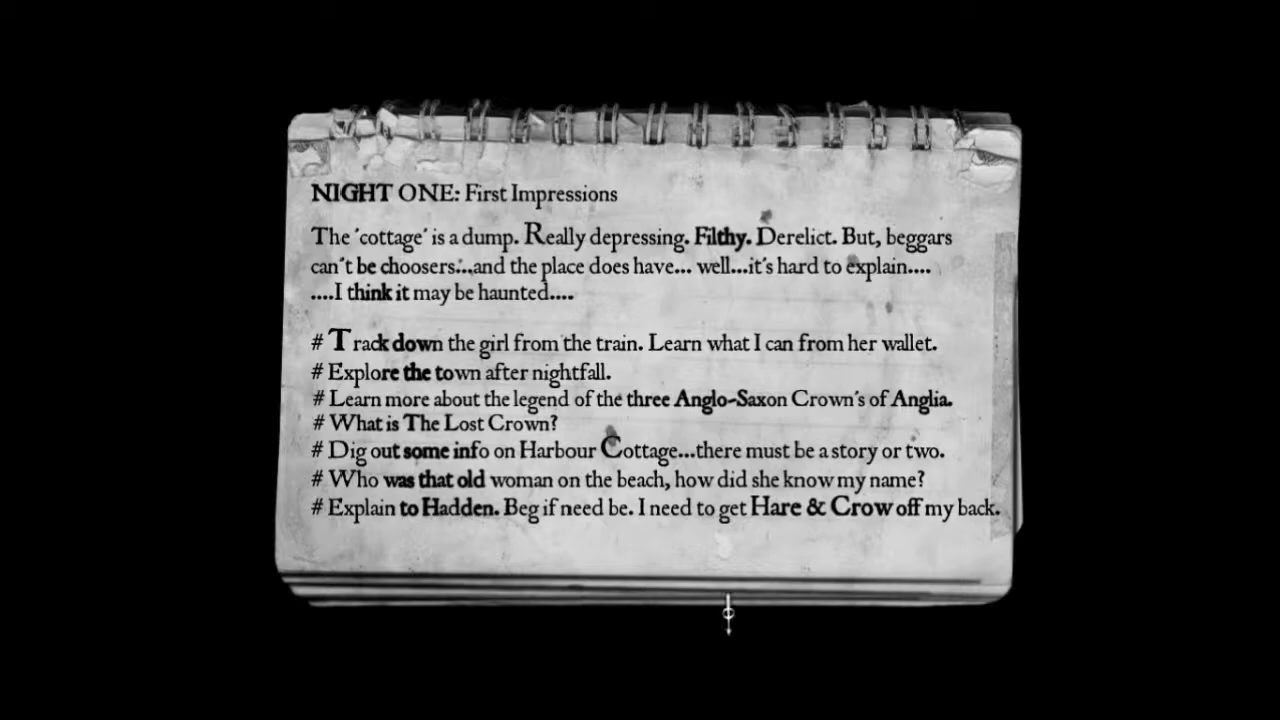 NIGHT ONE: First Impressions
The 'cottage' is a dump. Really depressing. Filthy. Derelict. But, beggars
can't be choosers...and the place does have... well...it's hard to explain....
....I think it may be haunted....
# Track down the girl from the train. Learn what I can from her wallet.
# Explore the town after nightfall.
# Learn more about the legend of the three Anglo-Saxon Crown's of Anglia.
# What is The Lost Crown?
# Dig out some info on Harbour Cottage...there must be a story or two.
# Who was that old woman on the beach, how did she know my name?
# Explain to Hadden. Beg if need be. I need to get Hare & Crow off my back.